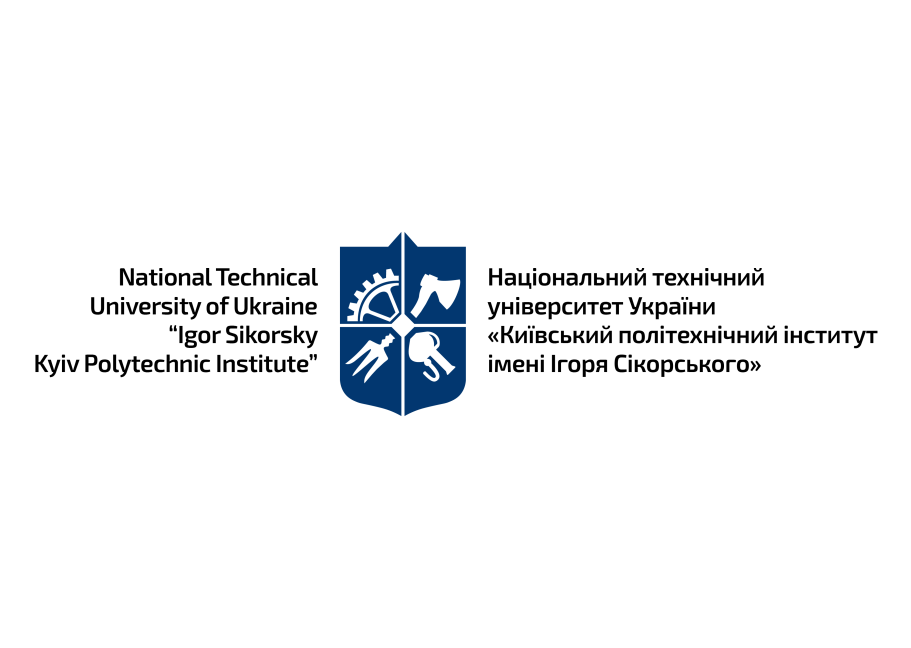 National Technical
University of Ukraine
“Igor Sikorsky
Kyiv Polytechnic Institute”
Національний технічний
університет України
«Київський політехнічний інститут
імені Ігоря Сікорського»